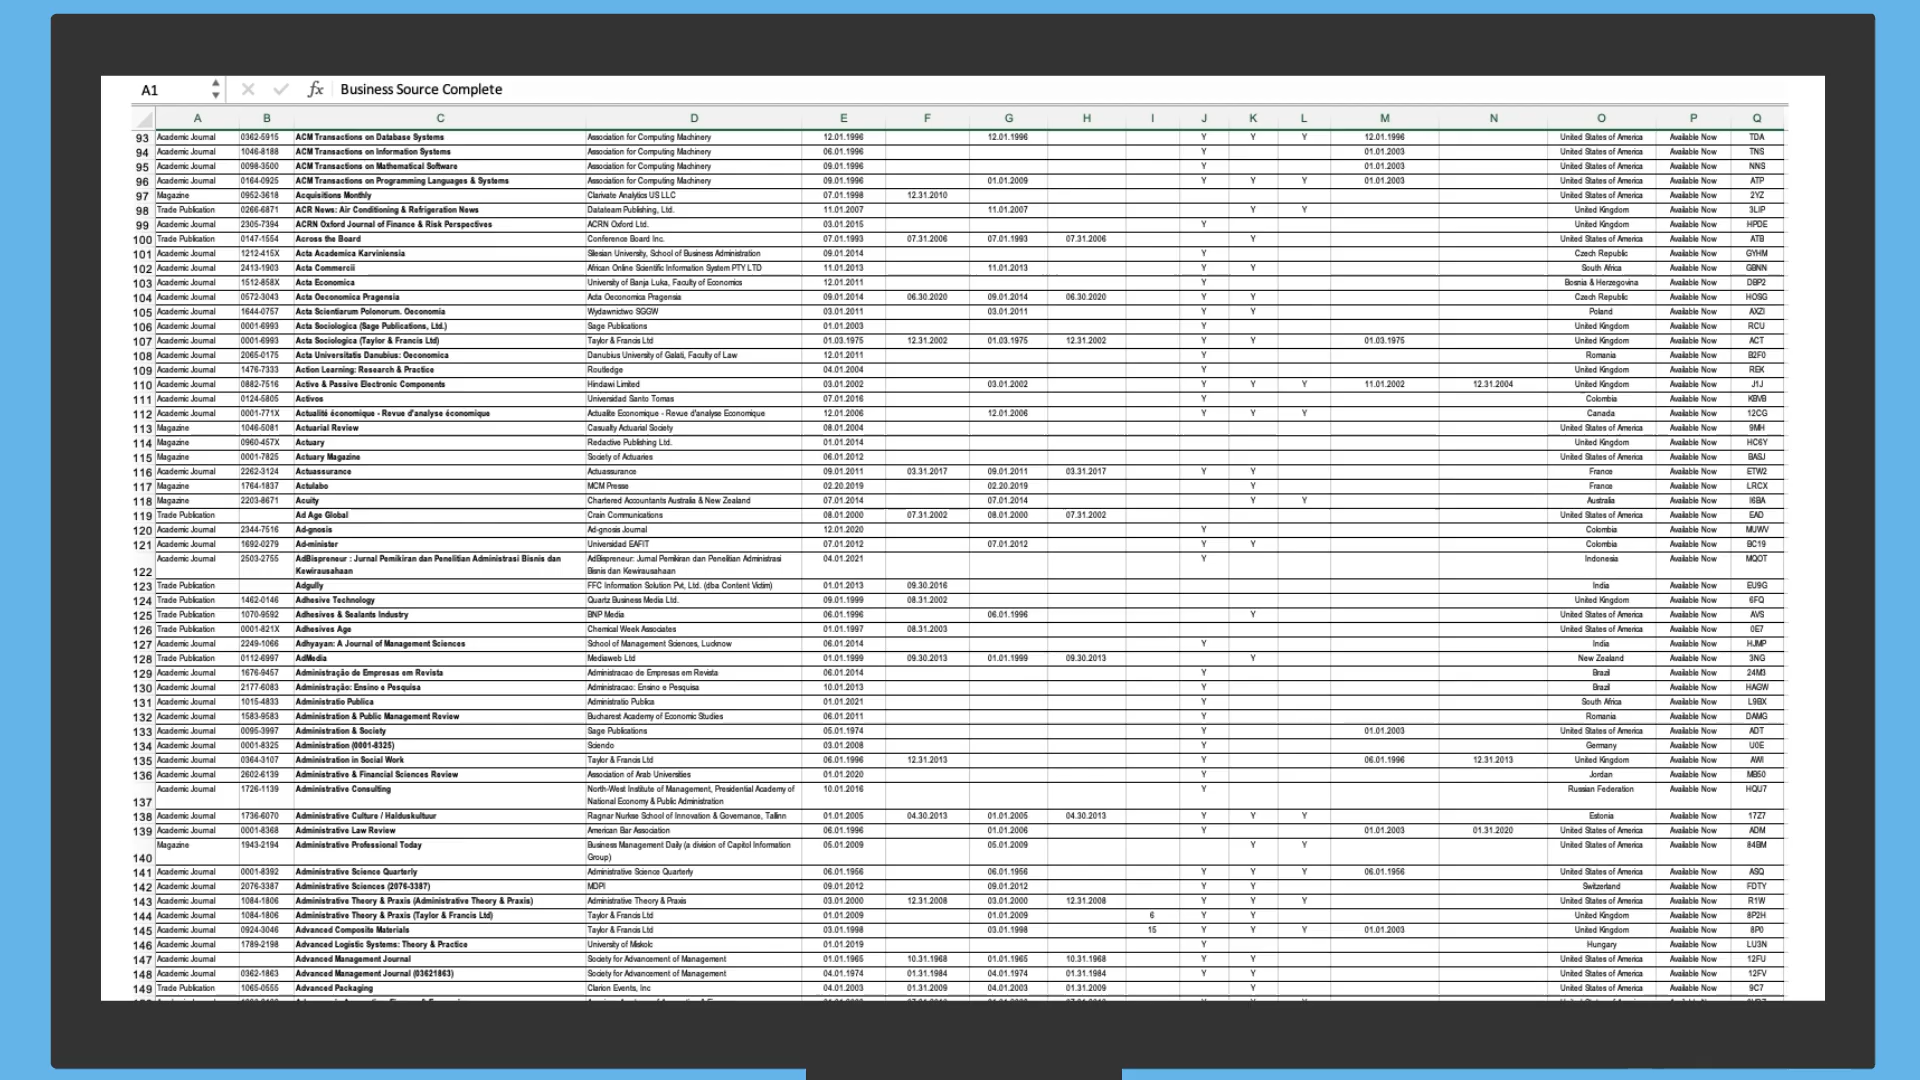 A1 fx Business Source Complete
A B C D E F G H I J K L M N O P Q
93 Academic Journal 0362-5915 ACM Transactions on Database Systems Association for Computing Machinery 12.01.1996 12.01.1996 Y Y Y 12.01.1996 United States of America Available Now TDA
94 Academic Journal 1046-8188 ACM Transactions on Information Systems Association for Computing Machinery 06.01.1996 Y 01.01.2003 United States of America Available Now TNS
95 Academic Journal 0098-3500 ACM Transactions on Mathematical Software Association for Computing Machinery 09.01.1996 Y 01.01.2003 United States of America Available Now NNS
96 Academic Journal 0164-0925 ACM Transactions on Programming Languages & Systems Association for Computing Machinery 09.01.1996 01.01.2009 Y Y Y 01.01.2003 United States of America Available Now ATP
97 Magazine 0952-3618 Acquisitions Monthly Clarivate Analytics US LLC 07.01.1998 12.31.2010 United States of America Available Now 2YZ
98 Trade Publication 0266-6871 ACR News: Air Conditioning & Refrigeration News Datateam Publishing, Ltd. 11.01.2007 11.01.2007 Y Y United Kingdom Available Now 3LIP
99 Academic Journal 2305-7394 ACRN Oxford Journal of Finance & Risk Perspectives ACRN Oxford Ltd. 03.01.2015 Y United Kingdom Available Now HPDE
100 Trade Publication 0147-1554 Across the Board Conference Board Inc. 07.01.1993 07.31.2006 07.01.1993 07.31.2006 Y United States of America Available Now ATB
101 Academic Journal 1212-415X Acta Academica Karviniensia Silesian University, School of Business Administration 09.01.2014 Y Czech Republic Available Now GYHM
102 Academic Journal 2413-1903 Acta Commercii African Online Scientific Information System PTY LTD 11.01.2013 11.01.2013 Y Y South Africa Available Now GBNN
103 Academic Journal 1512-858X Acta Economica University of Banja Luka, Faculty of Economics 12.01.2011 Y Bosnia & Herzegovina Available Now DBP2
104 Academic Journal 0572-3043 Acta Oeconomica Pragensia Acta Oeconomica Pragensia 09.01.2014 06.30.2020 09.01.2014 06.30.2020 Y Y Czech Republic Available Now HOSG
105 Academic Journal 1644-0757 Acta Scientiarum Polonorum. Oeconomia Wydawnictwo SGGW 03.01.2011 03.01.2011 Y Y Poland Available Now AXZI
106 Academic Journal 0001-6993 Acta Sociologica (Sage Publications, Ltd.) Sage Publications 01.01.2003 Y United Kingdom Available Now RCU
107 Academic Journal 0001-6993 Acta Sociologica (Taylor & Francis Ltd) Taylor & Francis Ltd 01.03.1975 12.31.2002 01.03.1975 12.31.2002 Y Y 01.03.1975 United Kingdom Available Now ACT
108 Academic Journal 2065-0175 Acta Universitatis Danubius: Oeconomica Danubius University of Galati, Faculty of Law 12.01.2011 Y Romania Available Now B2F0
109 Academic Journal 1476-7333 Action Learning: Research & Practice Routledge 04.01.2004 Y United Kingdom Available Now REK
110 Academic Journal 0882-7516 Active & Passive Electronic Components Hindawi Limited 03.01.2002 03.01.2002 Y Y Y 11.01.2002 12.31.2004 United Kingdom Available Now J1J
111 Academic Journal 0124-5805 Activos Universidad Santo Tomas 07.01.2016 Y Colombia Available Now KBVB
112 Academic Journal 0001-771X Actualité économique - Revue d'analyse économique Actualite Economique - Revue d'analyse Economique 12.01.2006 12.01.2006 Y Y Y Canada Available Now 12CG
113 Magazine 1046-5081 Actuarial Review Casualty Actuarial Society 08.01.2004 United States of America Available Now 9MH
114 Magazine 0960-457X Actuary Redactive Publishing Ltd. 01.01.2014 United Kingdom Available Now HC6Y
115 Magazine 0001-7825 Actuary Magazine Society of Actuaries 06.01.2012 United States of America Available Now BASJ
116 Academic Journal 2262-3124 Actuassurance Actuassurance 09.01.2011 03.31.2017 09.01.2011 03.31.2017 Y Y France Available Now ETW2
117 Magazine 1764-1837 Actulabo MCM Presse 02.20.2019 02.20.2019 Y France Available Now LRCX
118 Magazine 2203-8671 Acuity Chartered Accountants Australia & New Zealand 07.01.2014 07.01.2014 Y Y Australia Available Now I6BA
119 Trade Publication Ad Age Global Crain Communications 08.01.2000 07.31.2002 08.01.2000 07.31.2002 United States of America Available Now EAD
120 Academic Journal 2344-7516 Ad-gnosis Ad-gnosis Journal 12.01.2020 Y Colombia Available Now MUWV
121 Academic Journal 1692-0279 Ad-minister Universidad EAFIT 07.01.2012 07.01.2012 Y Y Colombia Available Now BC19
Academic Journal 2503-2755 AdBispreneur : Jurnal Pemikiran dan Penelitian Administrasi Bisnis dan AdBispreneur: Jurnal Pemikiran dan Penelitian Administrasi 04.01.2021 Y Indonesia Available Now MQOT
122 Kewirausahaan Bisnis dan Kewirausahaan
123 Trade Publication Adgully FFC Information Solution Pvt, Ltd. (dba Content Victim) 01.01.2013 09.30.2016 India Available Now EU9G
124 Trade Publication 1462-0146 Adhesive Technology Quartz Business Media Ltd. 09.01.1999 08.31.2002 United Kingdom Available Now 6FQ
125 Trade Publication 1070-9592 Adhesives & Sealants Industry BNP Media 06.01.1996 06.01.1996 Y United States of America Available Now AVS
126 Trade Publication 0001-821X Adhesives Age Chemical Week Associates 01.01.1997 08.31.2003 United States of America Available Now 0E7
127 Academic Journal 2249-1066 Adhyayan: A Journal of Management Sciences School of Management Sciences, Lucknow 06.01.2014 Y India Available Now HJMP
128 Trade Publication 0112-6997 AdMedia Mediaweb Ltd 01.01.1999 09.30.2013 01.01.1999 09.30.2013 Y New Zealand Available Now 3NG
129 Academic Journal 1676-9457 Administração de Empresas em Revista Administracao de Empresas em Revista 06.01.2014 Y Brazil Available Now 24M3
130 Academic Journal 2177-6083 Administração: Ensino e Pesquisa Administracao: Ensino e Pesquisa 10.01.2013 Y Brazil Available Now HAGW
131 Academic Journal 1015-4833 Administratio Publica Administratio Publica 01.01.2021 Y South Africa Available Now L9BX
132 Academic Journal 1583-9583 Administration & Public Management Review Bucharest Academy of Economic Studies 06.01.2011 Y Romania Available Now DAMG
133 Academic Journal 0095-3997 Administration & Society Sage Publications 05.01.1974 Y 01.01.2003 United States of America Available Now ADT
134 Academic Journal 0001-8325 Administration (0001-8325) Sciendo 03.01.2008 Y Germany Available Now U0E
135 Academic Journal 0364-3107 Administration in Social Work Taylor & Francis Ltd 06.01.1996 12.31.2013 Y 06.01.1996 12.31.2013 United Kingdom Available Now AWI
136 Academic Journal 2602-6139 Administrative & Financial Sciences Review Association of Arab Universities 01.01.2020 Y Jordan Available Now MB50
Academic Journal 1726-1139 Administrative Consulting North-West Institute of Management, Presidential Academy of 10.01.2016 Y Russian Federation Available Now HQU7
137 National Economy & Public Administration
138 Academic Journal 1736-6070 Administrative Culture / Halduskultuur Ragnar Nurkse School of Innovation & Governance, Tallinn 01.01.2005 04.30.2013 01.01.2005 04.30.2013 Y Y Y Estonia Available Now 17Z7
139 Academic Journal 0001-8368 Administrative Law Review American Bar Association 06.01.1996 01.01.2006 Y 01.01.2003 01.31.2020 United States of America Available Now ADM
Magazine 1943-2194 Administrative Professional Today Business Management Daily (a division of Capitol Information 05.01.2009 05.01.2009 Y Y United States of America Available Now 84BM
140 Group)
141 Academic Journal 0001-8392 Administrative Science Quarterly Administrative Science Quarterly 06.01.1956 06.01.1956 Y Y Y 06.01.1956 United States of America Available Now ASQ
142 Academic Journal 2076-3387 Administrative Sciences (2076-3387) MDPI 09.01.2012 09.01.2012 Y Y Switzerland Available Now FDTY
143 Academic Journal 1084-1806 Administrative Theory & Praxis (Administrative Theory & Praxis) Administrative Theory & Praxis 03.01.2000 12.31.2008 03.01.2000 12.31.2008 Y Y Y United States of America Available Now R1W
144 Academic Journal 1084-1806 Administrative Theory & Praxis (Taylor & Francis Ltd) Taylor & Francis Ltd 01.01.2009 01.01.2009 6 Y Y United Kingdom Available Now 8P2H
145 Academic Journal 0924-3046 Advanced Composite Materials Taylor & Francis Ltd 03.01.1998 03.01.1998 15 Y Y Y 01.01.2003 United Kingdom Available Now 8P0
146 Academic Journal 1789-2198 Advanced Logistic Systems: Theory & Practice University of Miskolc 01.01.2019 Y Hungary Available Now LU3N
147 Advanced Management Journal Society for Advancement of Management 01.01.1965 10.31.1968 01.01.1965 10.31.1968 Y Y United States of America Available Now 12FU
148 Academic Journal 0362-1863 Advanced Management Journal (03621863) Society for Advancement of Management 04.01.1974 01.31.1984 04.01.1974 01.31.1984 Y Y United States of America Available Now 12FV
149 Trade Publication 1065-0555 Advanced Packaging Clarion Events, Inc 04.01.2003 01.31.2009 04.01.2003 01.31.2009 Y United States of America Available Now 9C7